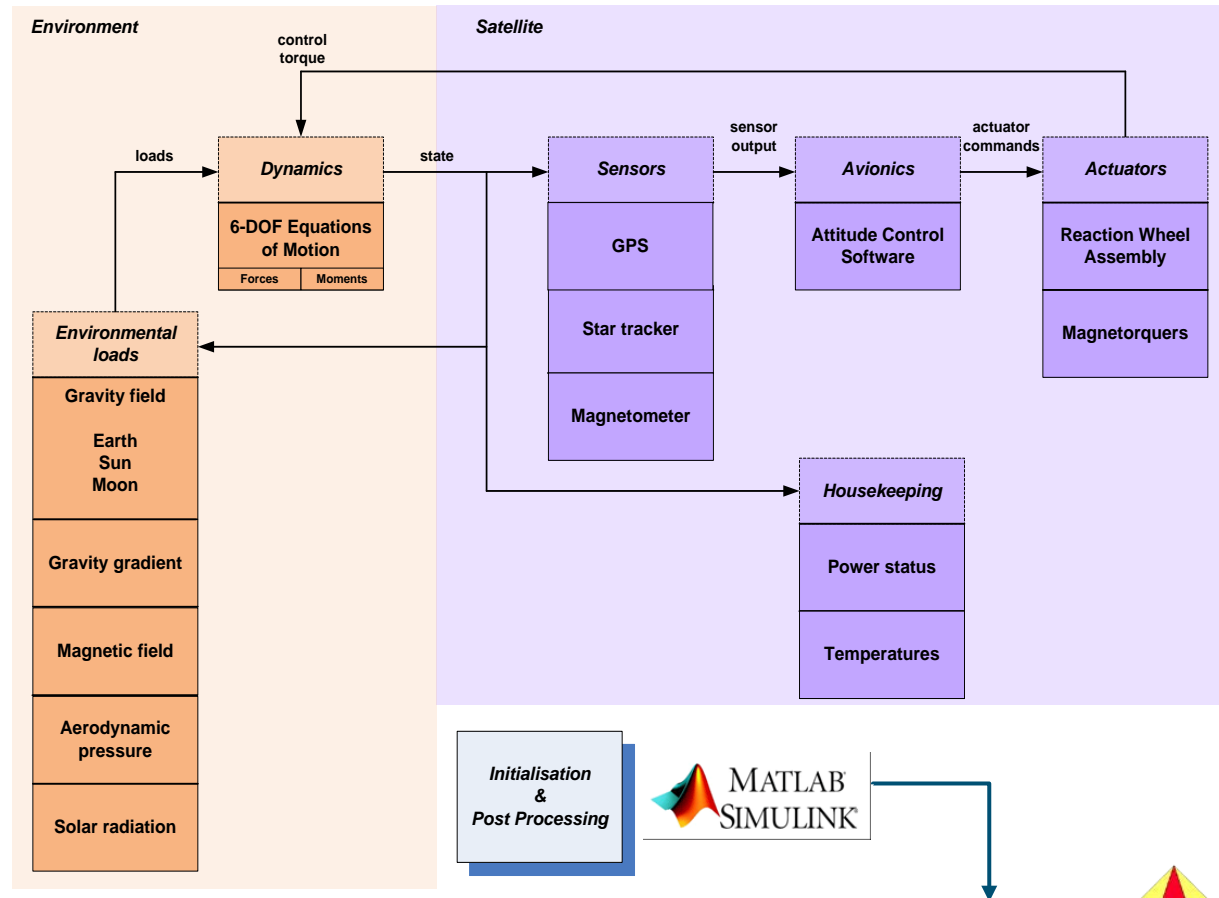 Environment
Satellite
control
torque
loads
Dynamics
state
Sensors
sensor
output
Avionics
actuator
commands
Actuators
6-DOF Equations
of Motion
Forces
Moments
GPS
Star tracker
Magnetometer
Attitude Control
Software
Reaction Wheel
Assembly
Magnetorquers
Environmental
loads
Gravity field
Earth
Sun
Moon
Gravity gradient
Magnetic field
Aerodynamic
pressure
Solar radiation
Housekeeping
Power status
Temperatures
Initialisation
&
Post Processing
MATLAB®
SIMULINK®